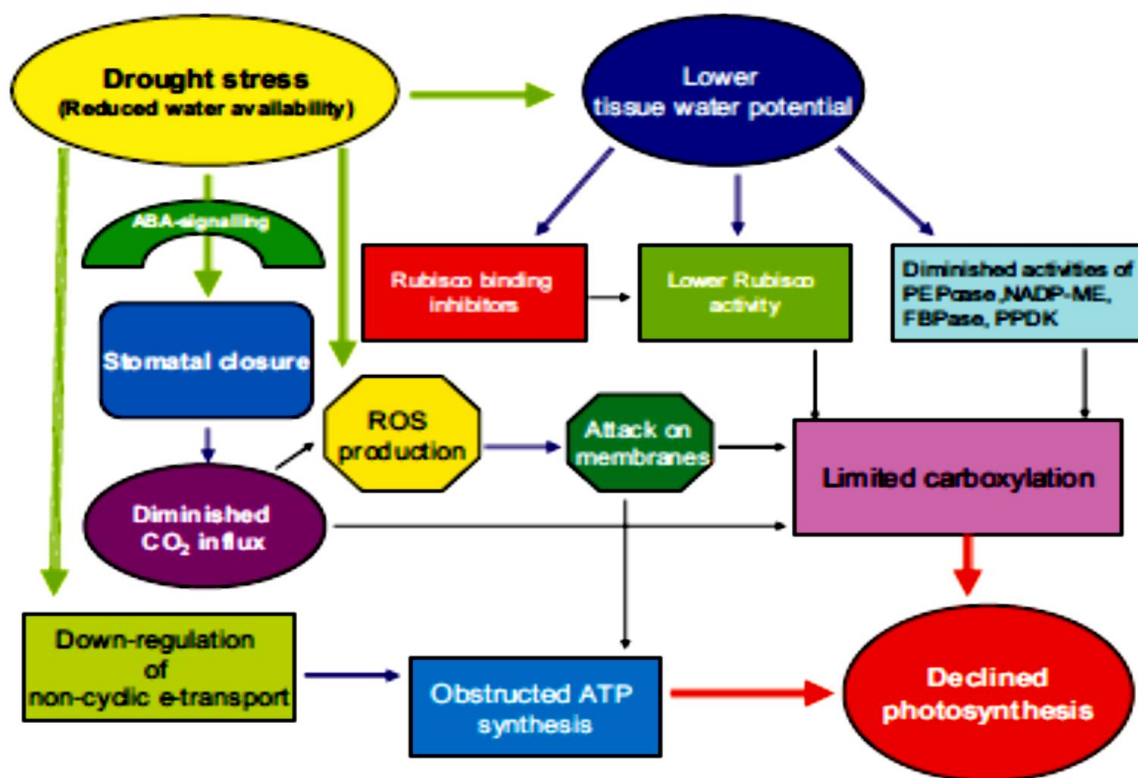 Drought stress
(Reduced water availability)
Lower
tissue water potential
ABA-signalling
Rubisco binding
inhibitors
Lower Rubisco
activity
Diminished activities of
PEPcase ,NADP-ME,
FBPase, PPDK
Stomatal closure
ROS
production
Attack on
membranes
Limited carboxylation
Diminished
CO₂ influx
Down-regulation
of
non-cyclic e-transport
Obstructed ATP
synthesis
Declined
photosynthesis